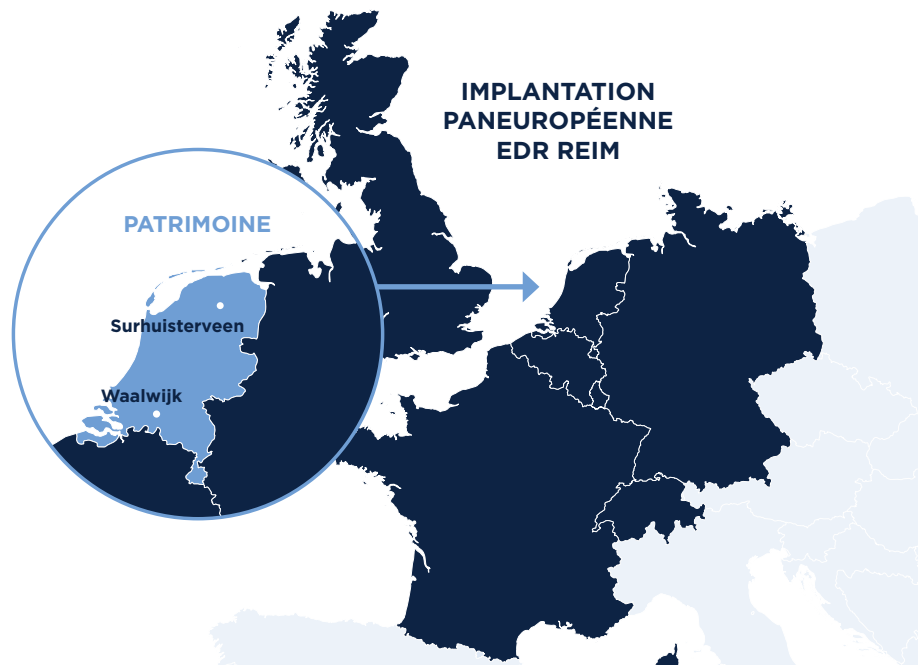 IMPLANTATION
PANEUROPÉENNE
EDR REIM
PATRIMOINE
Surhuisterveen
Waalwijk